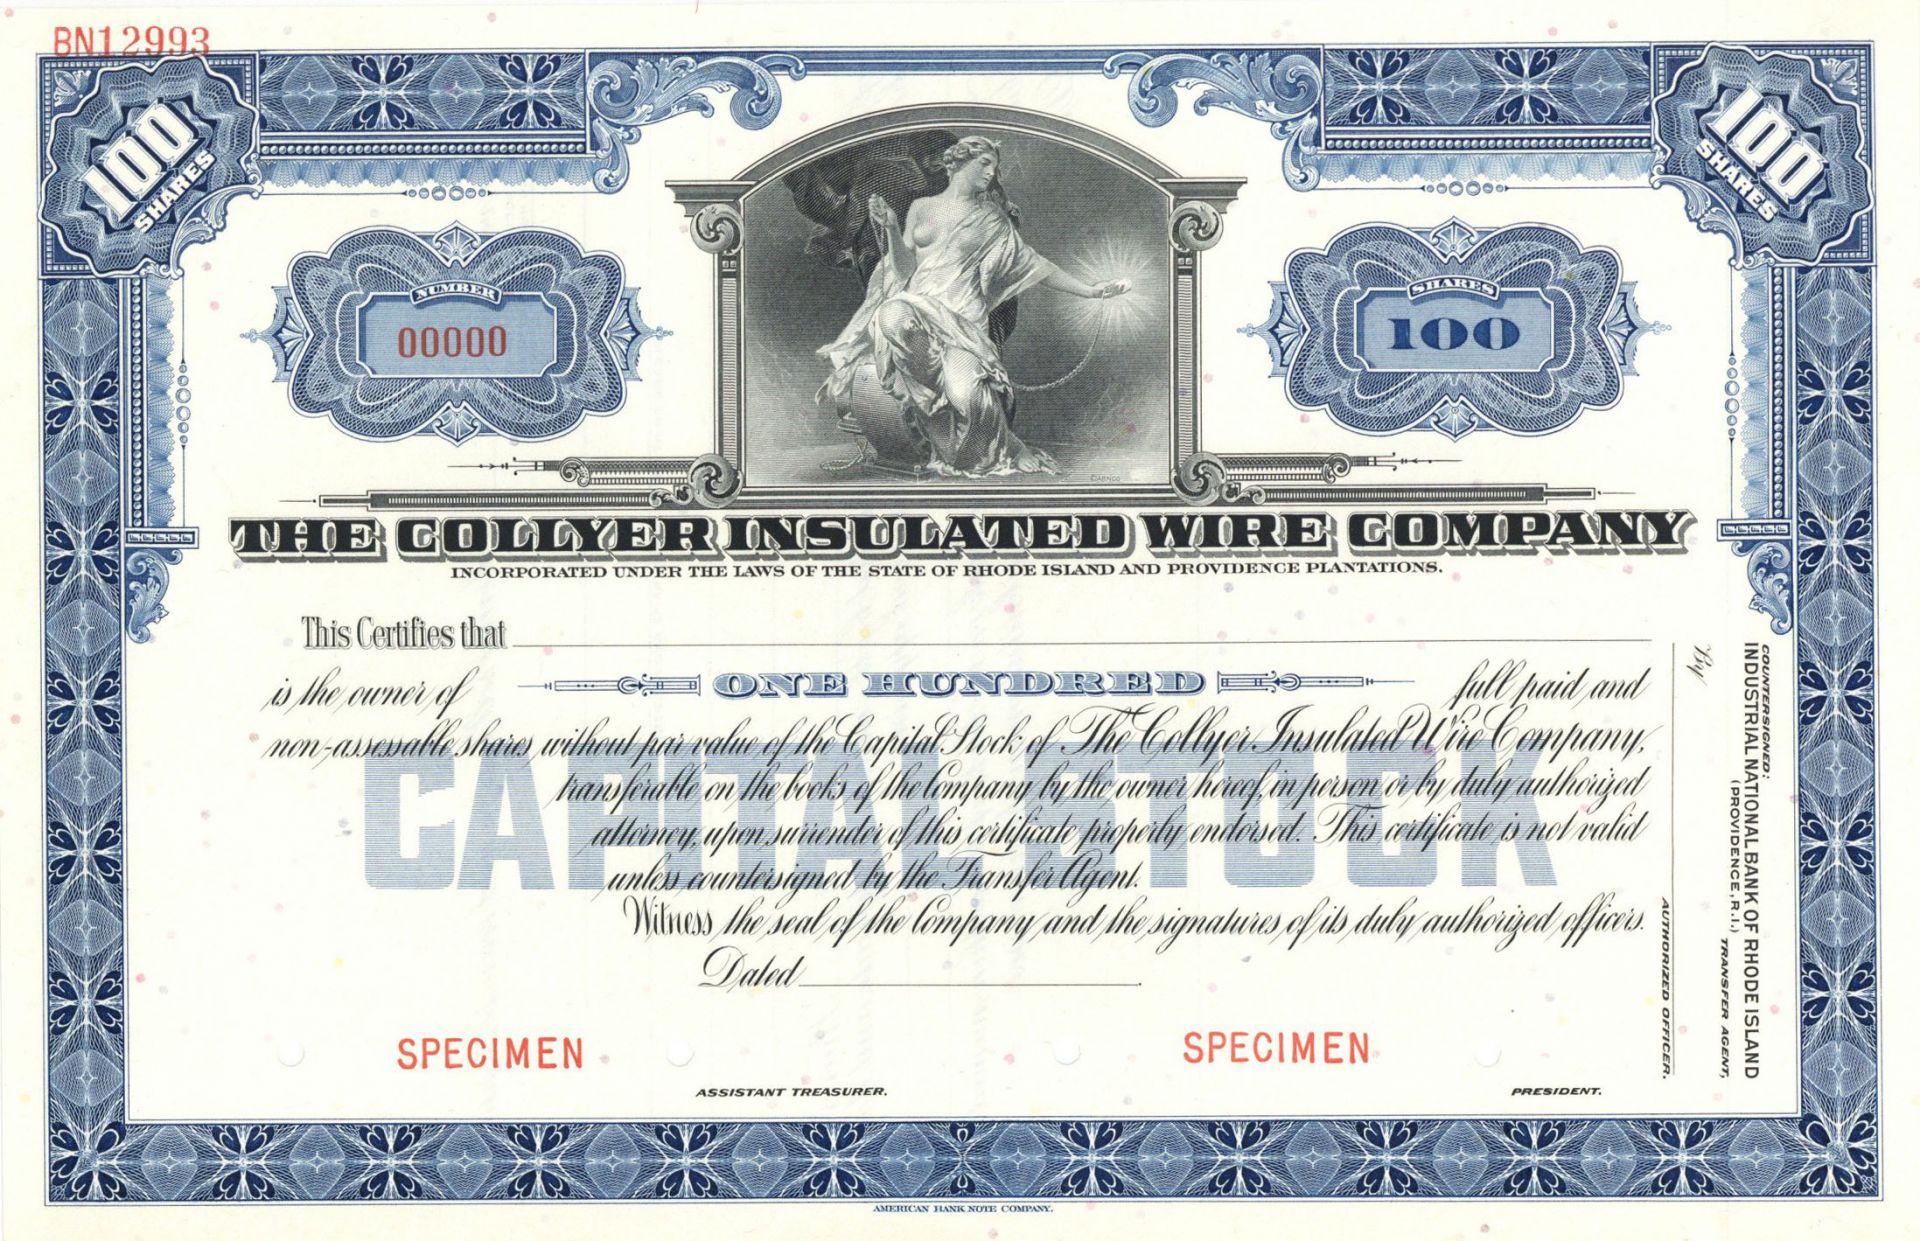 BN12993
100
SHARES
100
SHARES
NUMBER
00000
SHARES
100
THE COLLYER INSULATED WIRE COMPANY
INCORPORATED UNDER THE LAWS OF THE STATE OF RHODE ISLAND AND PROVIDENCE PLANTATIONS.
This Certifies that
is the owner of ONE HUNDRED full paid and
non-assessable shares, without par value of the Capital Stock of The Collyer Insulated Wire Company,
transferable on the books of the Company by the owner hereof, in person or by duly authorized
attorney, upon surrender of this certificate properly endorsed. This certificate is not valid
unless countersigned by the Transfer Agent.
CAPITAL STOCK
Witness the seal of the Company and the signatures of its duly authorized officers.
Dated
SPECIMEN
ASSISTANT TREASURER.
SPECIMEN
PRESIDENT.
COUNTERSIGNED:
INDUSTRIAL NATIONAL BANK OF RHODE ISLAND
(PROVIDENCE, R.I.) TRANSFER AGENT,
By
AUTHORIZED OFFICER.
AMERICAN BANK NOTE COMPANY.